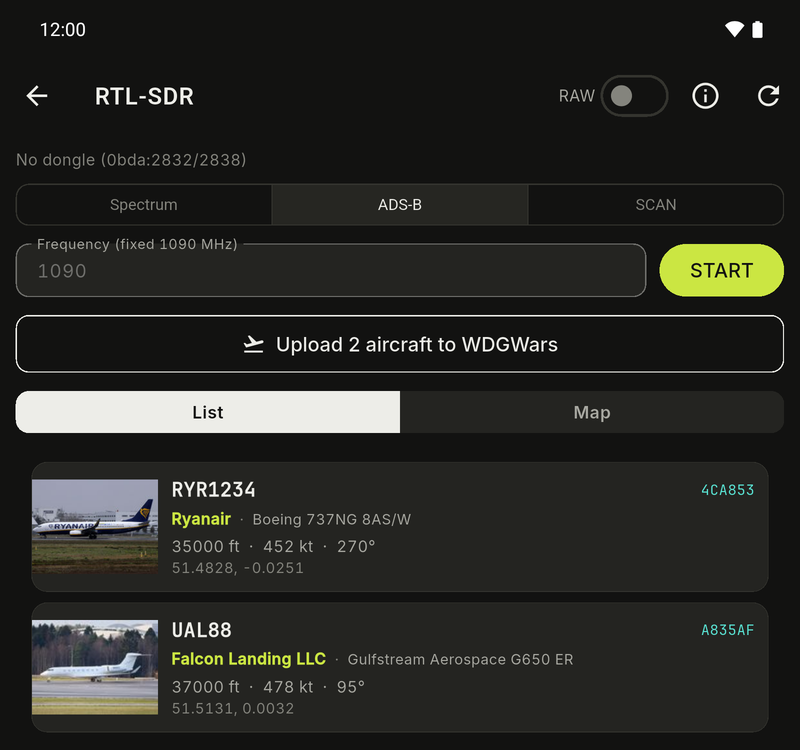 12:00
RTL-SDR
RAW
No dongle (0bda:2832/2838)
Spectrum
ADS-B
SCAN
Frequency (fixed 1090 MHz)
1090
START
Upload 2 aircraft to WDGWars
List
Map
RYR1234
4CA853
Ryanair · Boeing 737NG 8AS/W
35000 ft · 452 kt · 270°
51.4828, -0.0251
RYANAIR
UAL88
A835AF
Falcon Landing LLC · Gulfstream Aerospace G650 ER
37000 ft · 478 kt · 95°
51.5131, 0.0032